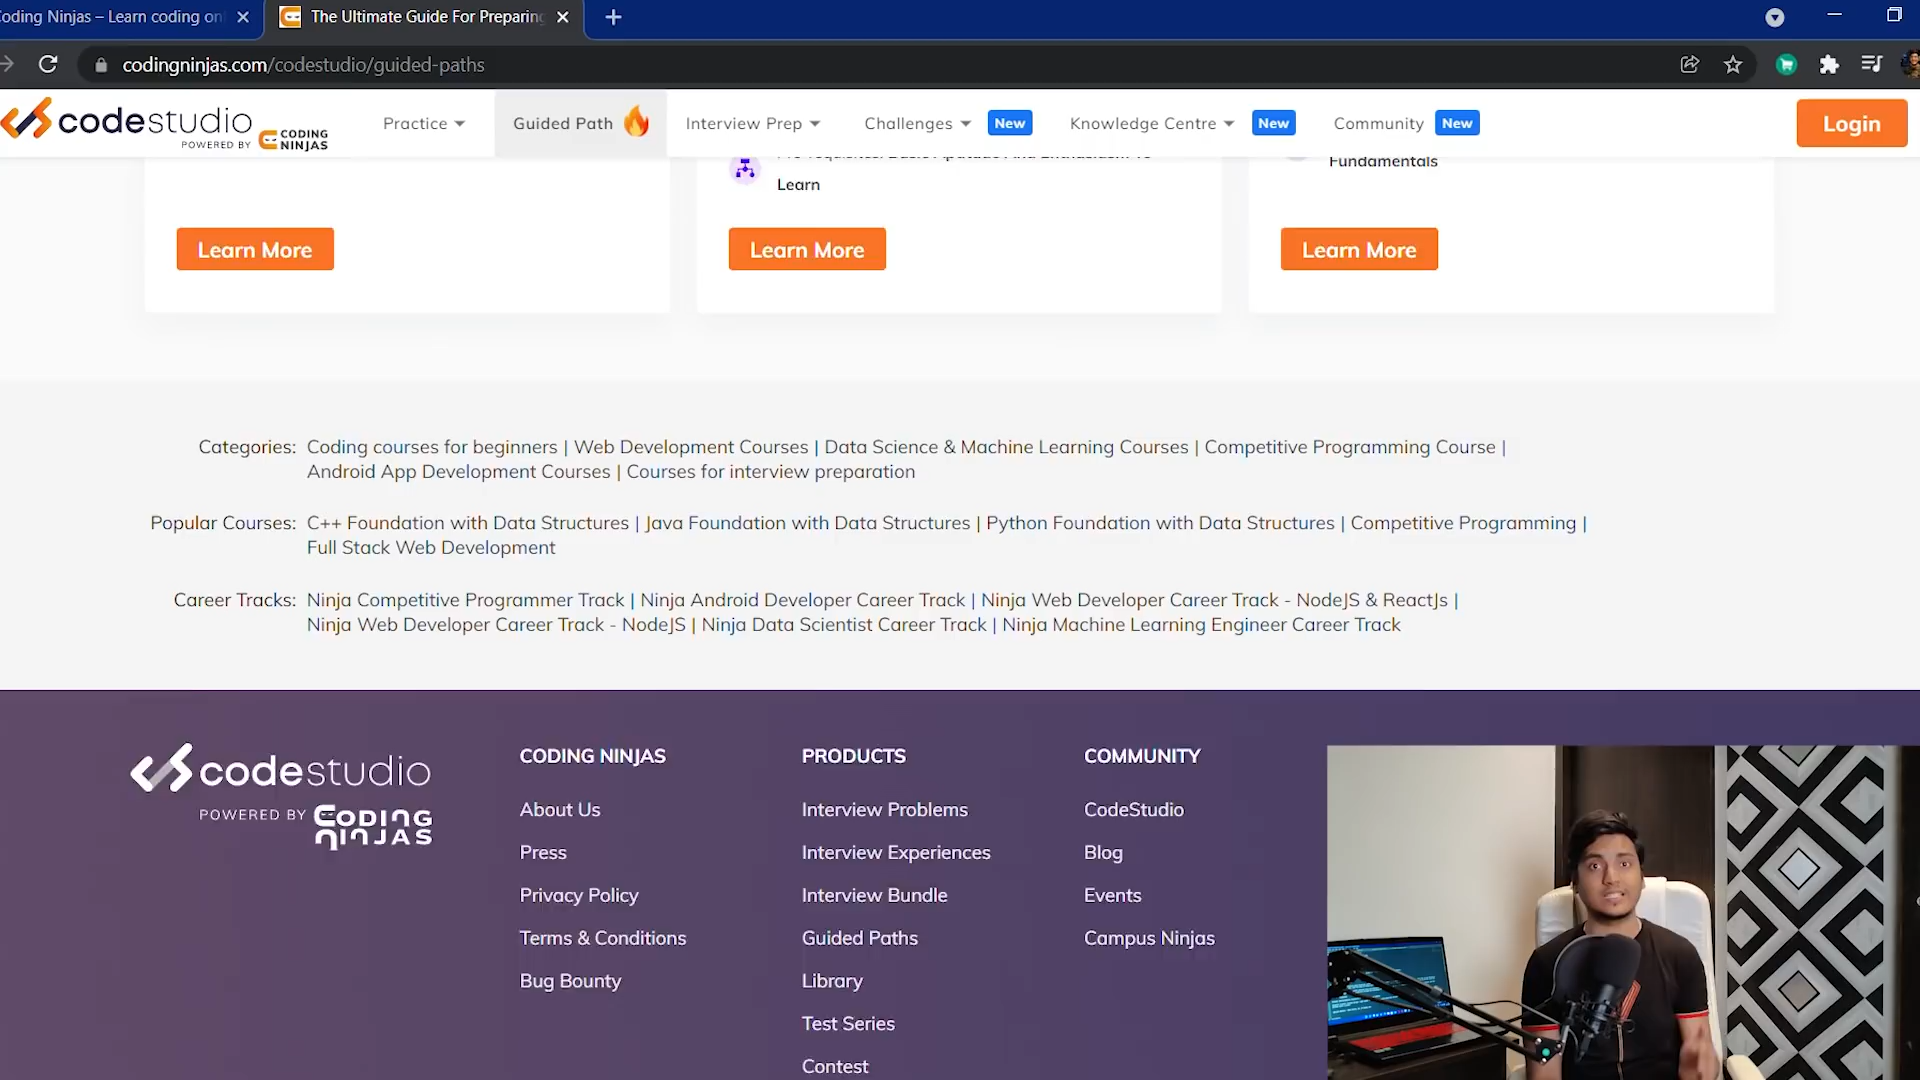 Coding Ninjas – Learn coding on
The Ultimate Guide For Preparing
codingninjas.com/codestudio/guided-paths
codestudio
POWERED BY CODING NINJAS
Practice
Guided Path
Interview Prep
Challenges New
Knowledge Centre New
Community New
Login
Learn
Fundamentals
Learn More
Learn More
Learn More
Categories: Coding courses for beginners | Web Development Courses | Data Science & Machine Learning Courses | Competitive Programming Course |
Android App Development Courses | Courses for interview preparation
Popular Courses: C++ Foundation with Data Structures | Java Foundation with Data Structures | Python Foundation with Data Structures | Competitive Programming |
Full Stack Web Development
Career Tracks: Ninja Competitive Programmer Track | Ninja Android Developer Career Track | Ninja Web Developer Career Track - NodeJS & ReactJs |
Ninja Web Developer Career Track - NodeJS | Ninja Data Scientist Career Track | Ninja Machine Learning Engineer Career Track
codestudio
POWERED BY CODING NINJAS
CODING NINJAS
About Us
Press
Privacy Policy
Terms & Conditions
Bug Bounty
PRODUCTS
Interview Problems
Interview Experiences
Interview Bundle
Guided Paths
Library
Test Series
Contest
COMMUNITY
CodeStudio
Blog
Events
Campus Ninjas